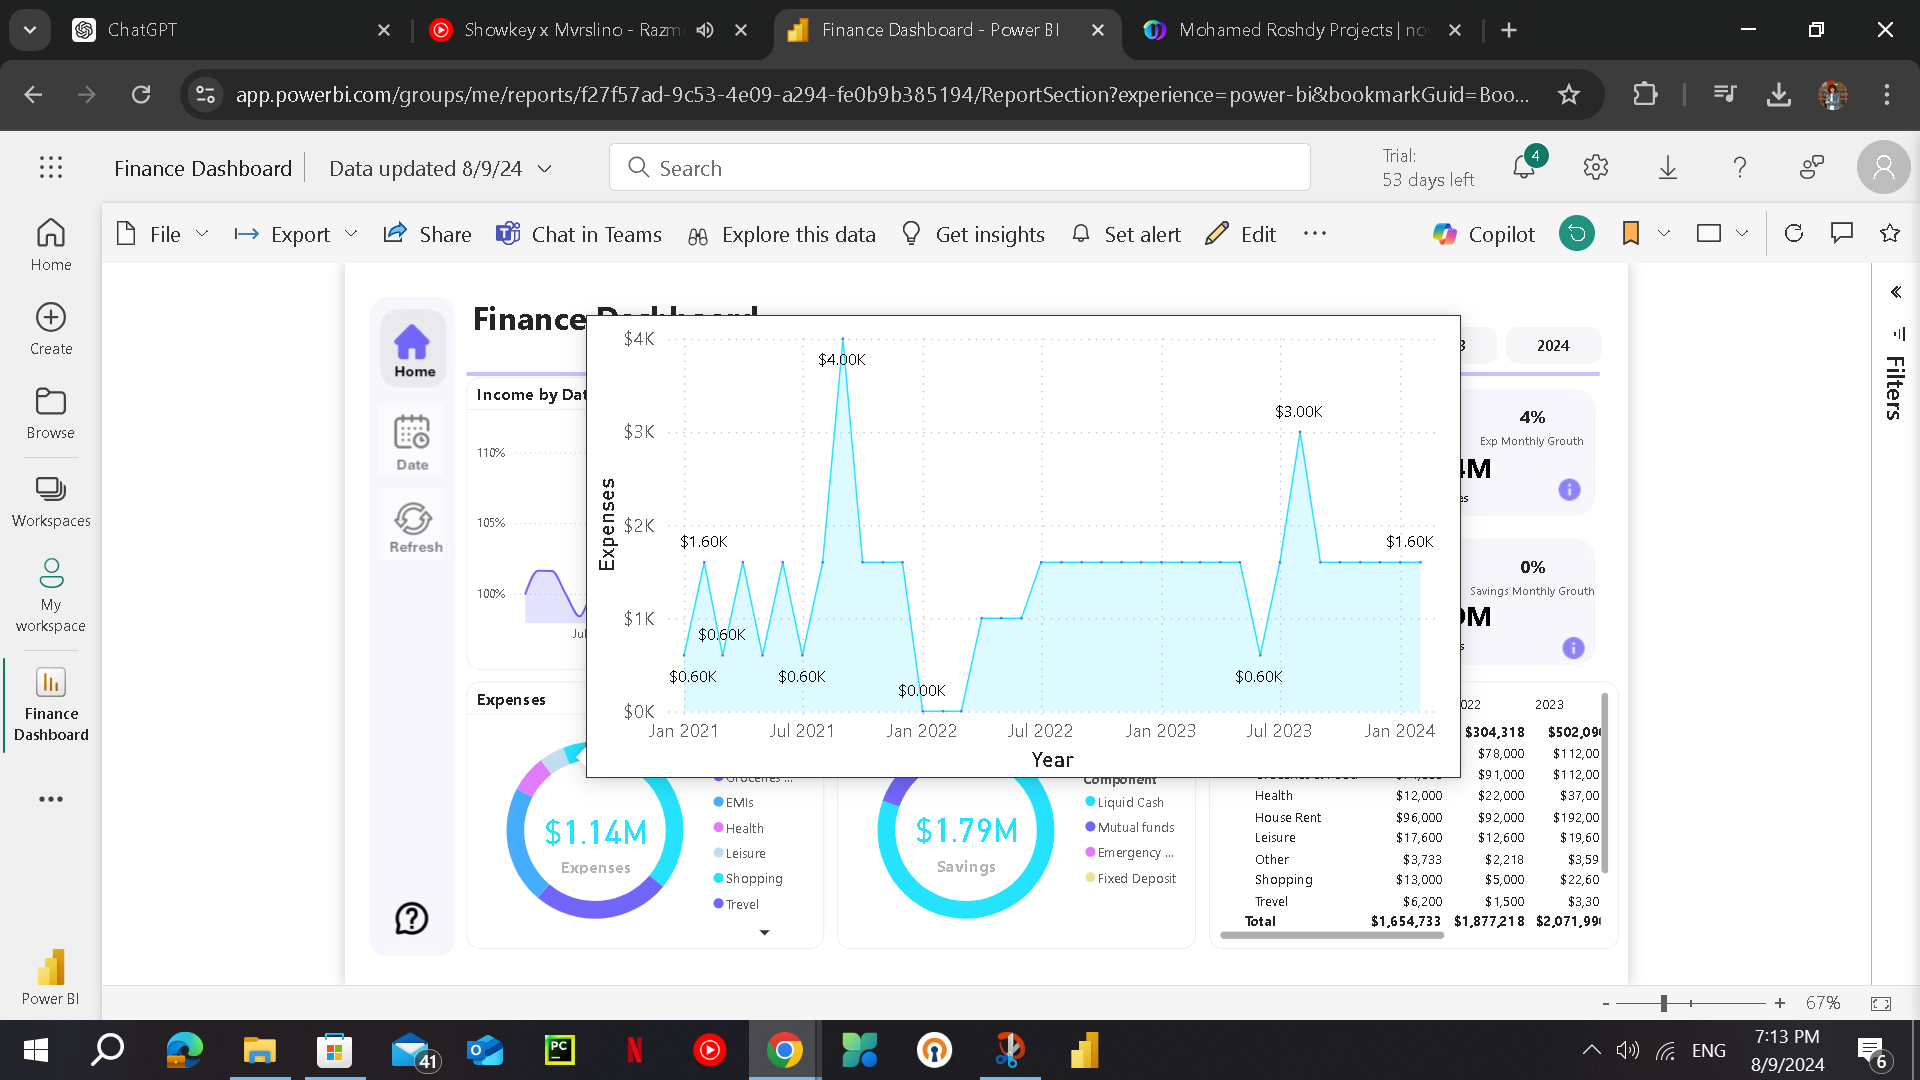 ChatGPT
Showkey x Mvrslino - Razm
Finance Dashboard - Power BI
Mohamed Roshdy Projects | no
app.powerbi.com/groups/me/reports/f27f57ad-9c53-4e09-a294-fe0b9b385194/ReportSection?experience=power-bi&bookmarkGuid=Boo...
Finance Dashboard
Data updated 8/9/24
Search
Trial:
53 days left
4
File
Export
Share
Chat in Teams
Explore this data
Get insights
Set alert
Edit
Copilot
Home
Create
Browse
Workspaces
My
workspace
Finance
Dashboard
Power BI
Filters
Home
Date
Refresh
Finance
2024
Income by Dat
110%
105%
100%
Jul
$4K
$3K
$2K
$1K
$0K
Expenses
$1.60K
$0.60K
$0.60K
$0.60K
$4.00K
$0.00K
$0.60K
$3.00K
$1.60K
Jan 2021
Jul 2021
Jan 2022
Jul 2022
Jan 2023
Jul 2023
Jan 2024
Year
4%
Exp Monthly Grouth
0%
Savings Monthly Grouth
Expenses
$1.14M
Expenses
EMIs
Health
Leisure
Shopping
Trevel
$1.79M
Savings
Component
Liquid Cash
Mutual funds
Emergency ...
Fixed Deposit
2023
$304,318 $502,09
$78,000 $112,00
$91,000 $112,00
Health $12,000 $22,000 $37,00
House Rent $96,000 $92,000 $192,00
Leisure $17,600 $12,600 $19,60
Other $3,733 $2,218 $3,59
Shopping $13,000 $5,000 $22,60
Trevel $6,200 $1,500 $3,30
Total $1,654,733 $1,877,218 $2,071,99
67%
41
PC
N
ENG
7:13 PM
8/9/2024
6